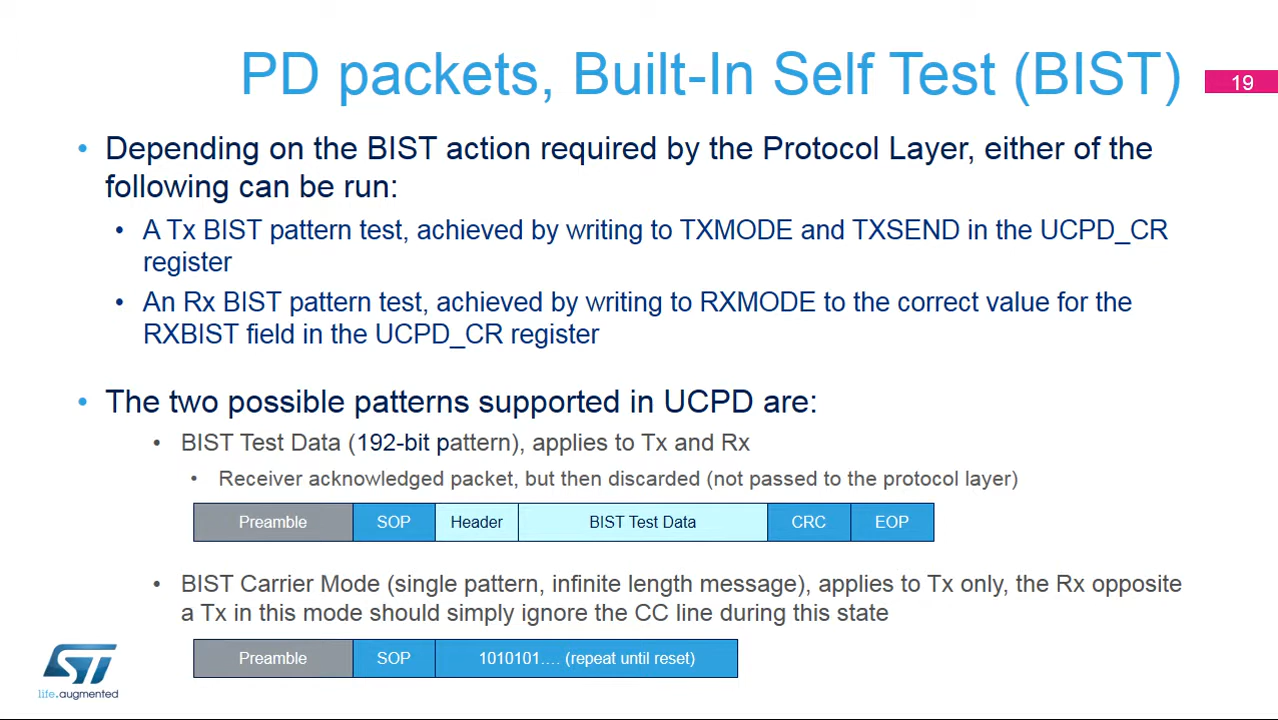 PD packets, Built-In Self Test (BIST)
19
• Depending on the BIST action required by the Protocol Layer, either of the
following can be run:
• A Tx BIST pattern test, achieved by writing to TXMODE and TXSEND in the UCPD_CR
register
• An Rx BIST pattern test, achieved by writing to RXMODE to the correct value for the
RXBIST field in the UCPD_CR register
• The two possible patterns supported in UCPD are:
• BIST Test Data (192-bit pattern), applies to Tx and Rx
• Receiver acknowledged packet, but then discarded (not passed to the protocol layer)
Preamble SOP Header BIST Test Data CRC EOP
• BIST Carrier Mode (single pattern, infinite length message), applies to Tx only, the Rx opposite
a Tx in this mode should simply ignore the CC line during this state
Preamble SOP 1010101.... (repeat until reset)
ST
life.augmented